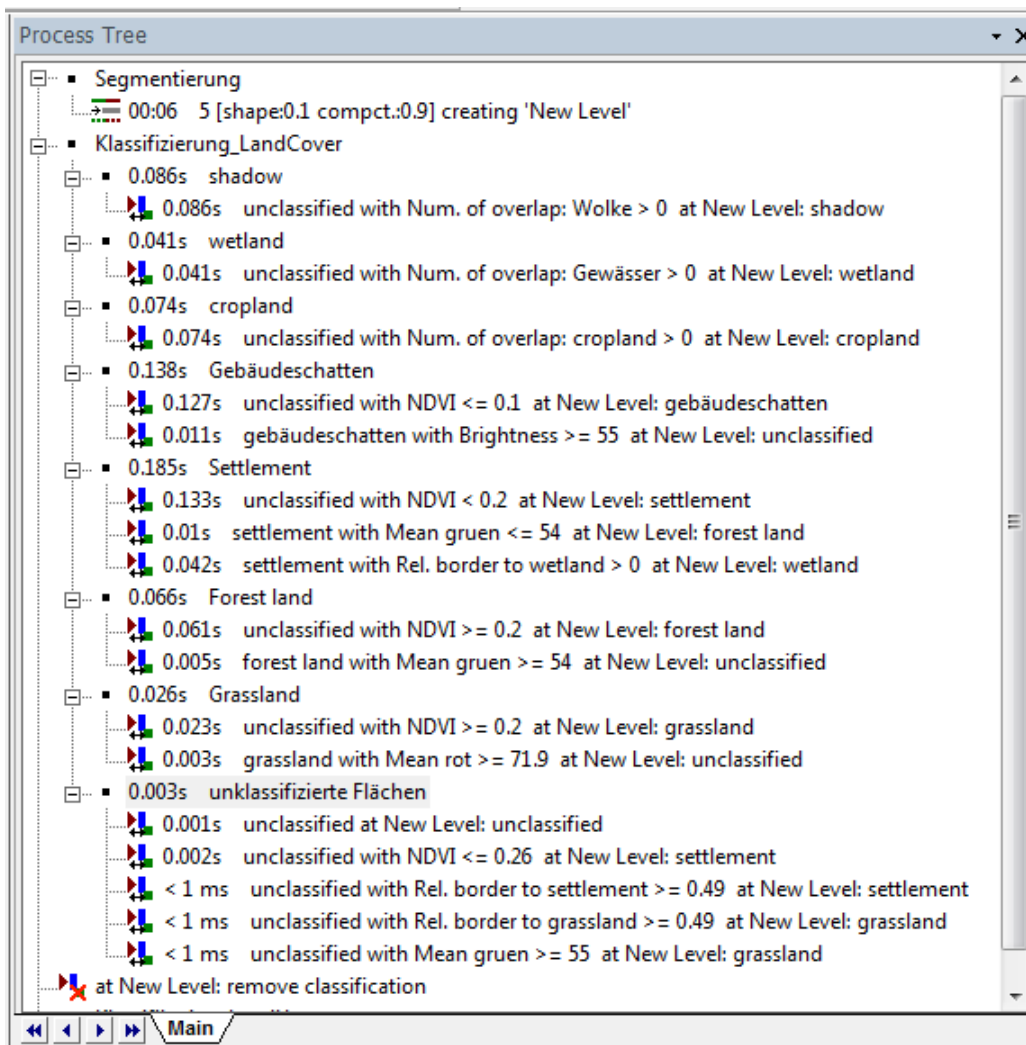 Process Tree
Segmentierung
00:06 5 [shape:0.1 compct.:0.9] creating 'New Level'
Klassifizierung_LandCover
0.086s shadow
0.086s unclassified with Num. of overlap: Wolke > 0 at New Level: shadow
0.041s wetland
0.041s unclassified with Num. of overlap: Gewässer > 0 at New Level: wetland
0.074s cropland
0.074s unclassified with Num. of overlap: cropland > 0 at New Level: cropland
0.138s Gebäudeschatten
0.127s unclassified with NDVI <= 0.1 at New Level: gebäudeschatten
0.011s gebäudeschatten with Brightness >= 55 at New Level: unclassified
0.185s Settlement
0.133s unclassified with NDVI < 0.2 at New Level: settlement
0.01s settlement with Mean gruen <= 54 at New Level: forest land
0.042s settlement with Rel. border to wetland > 0 at New Level: wetland
0.066s Forest land
0.061s unclassified with NDVI >= 0.2 at New Level: forest land
0.005s forest land with Mean gruen >= 54 at New Level: unclassified
0.026s Grassland
0.023s unclassified with NDVI >= 0.2 at New Level: grassland
0.003s grassland with Mean rot >= 71.9 at New Level: unclassified
0.003s unklassifizierte Flächen
0.001s unclassified at New Level: unclassified
0.002s unclassified with NDVI <= 0.26 at New Level: settlement
< 1 ms unclassified with Rel. border to settlement >= 0.49 at New Level: settlement
< 1 ms unclassified with Rel. border to grassland >= 0.49 at New Level: grassland
< 1 ms unclassified with Mean gruen >= 55 at New Level: grassland
at New Level: remove classification
Main